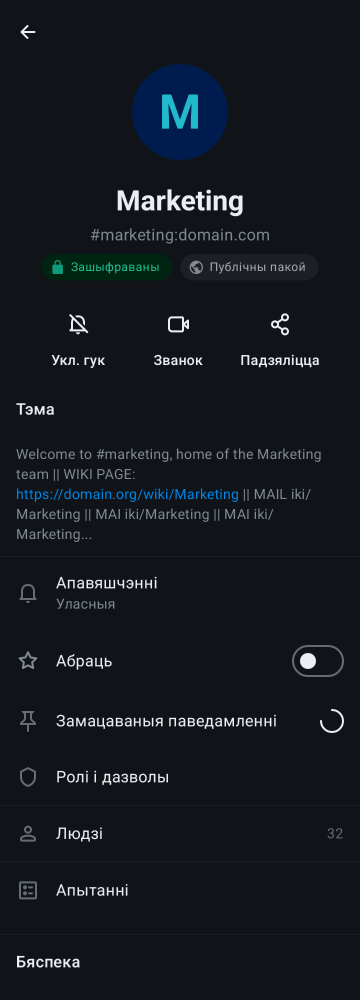 M
Marketing
#marketing:domain.com
Зашыфраваны
Публічны пакой
Укл. гук
Званок
Падзяліцца
Тэма
Welcome to #marketing, home of the Marketing
team || WIKI PAGE:
https://domain.org/wiki/Marketing || MAIL iki/
Marketing || MAI iki/Marketing || MAI iki/
Marketing...
Апавяшчэнні
Уласныя
Абраць
Замацаваныя паведамленні
Ролі і дазволы
Людзі
32
Апытанні
Бяспека